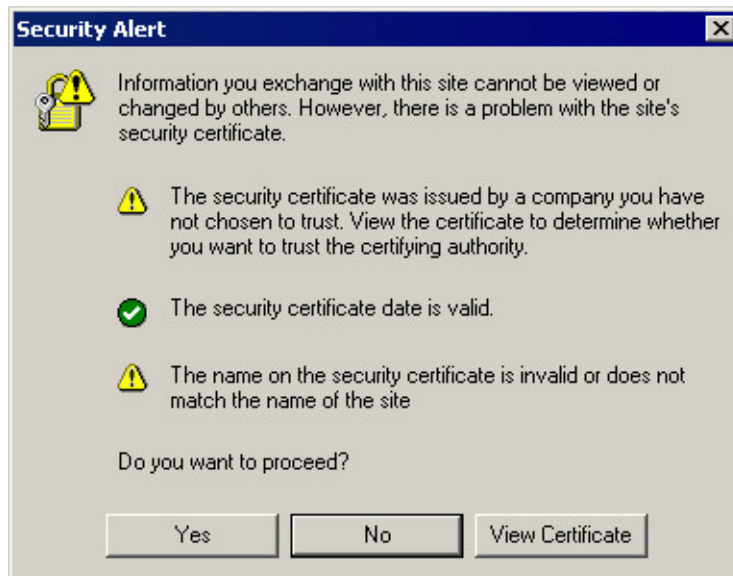 Security Alert
Information you exchange with this site cannot be viewed or
changed by others. However, there is a problem with the site's
security certificate.
The security certificate was issued by a company you have
not chosen to trust. View the certificate to determine whether
you want to trust the certifying authority.
The security certificate date is valid.
The name on the security certificate is invalid or does not
match the name of the site
Do you want to proceed?
Yes No View Certificate